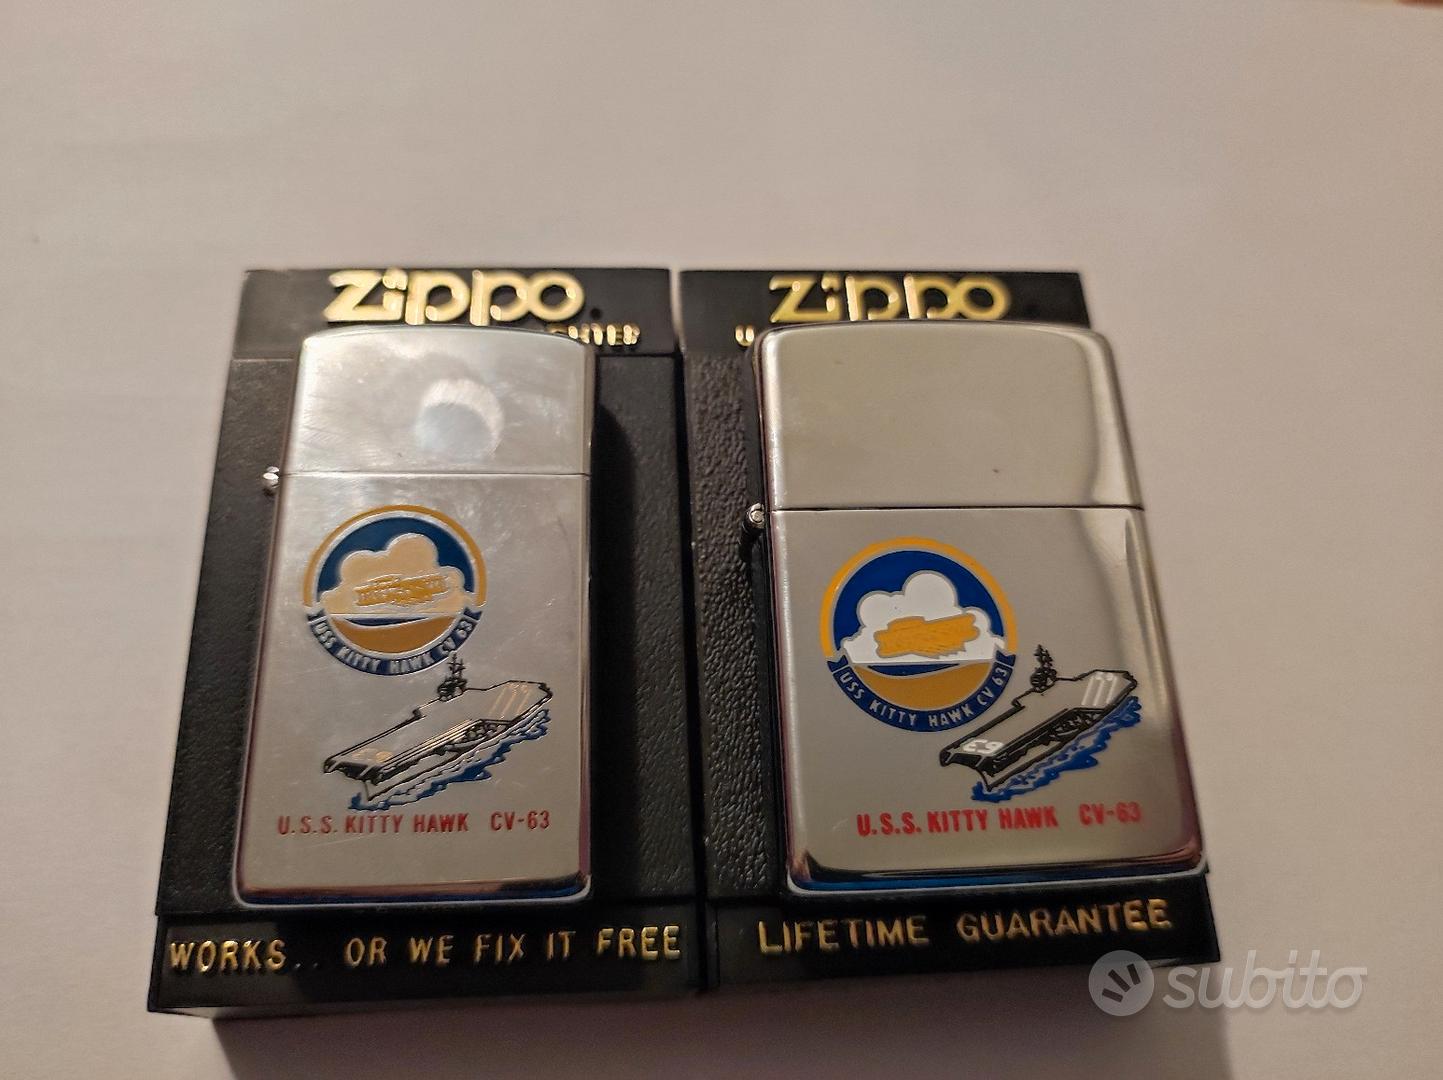 Zippo
Zippo
USS KITTY HAWK CV 63
USS KITTY HAWK CV 63
63
U.S.S. KITTY HAWK CV-63
U.S.S. KITTY HAWK CV-63
WORKS.. OR WE FIX IT FREE
LIFETIME GUARANTEE
subito